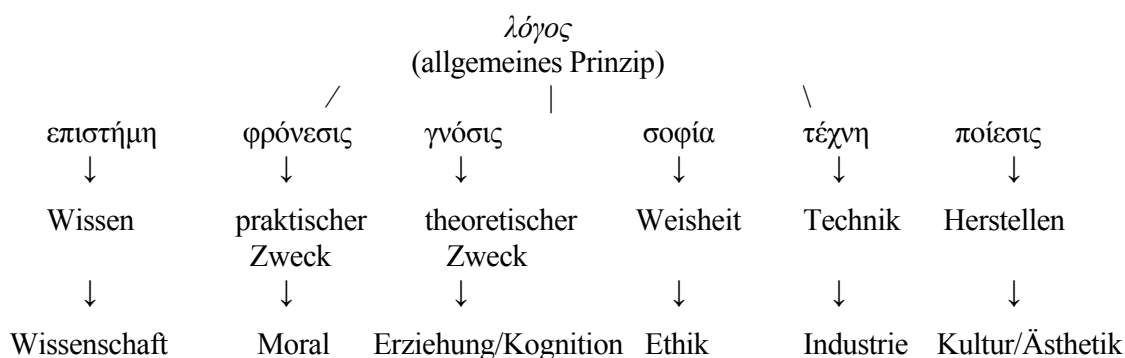 λόγος
(allgemeines Prinzip)
/ | \
επιστήμη φρόνεσις γνόσις σοφία τέχνη ποίεσις
↓ ↓ ↓ ↓ ↓ ↓
Wissen praktischer theoretischer Weisheit Technik Herstellen
Zweck Zweck
↓ ↓ ↓ ↓ ↓ ↓
Wissenschaft Moral Erziehung/Kognition Ethik Industrie Kultur/Ästhetik